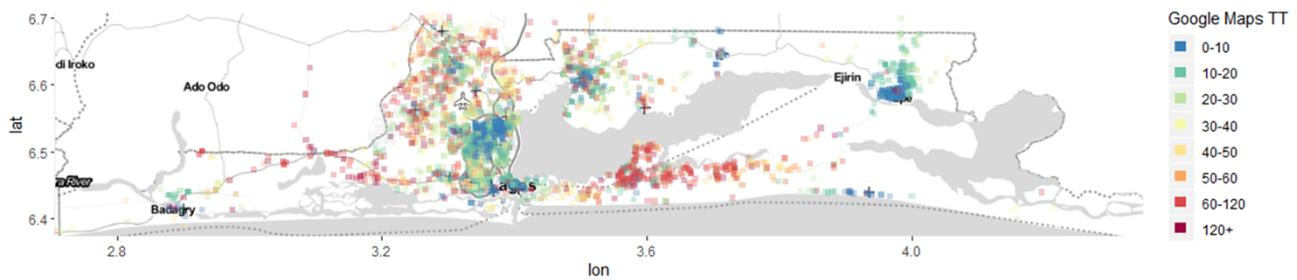 Google Maps TT
0-10
10-20
20-30
30-40
40-50
50-60
60-120
120+
lat
6.7
6.6
6.5
6.4
di Iroko
Ado Odo
Ejirin
ra River
Badagry
2.8
3.2
3.6
4.0
lon